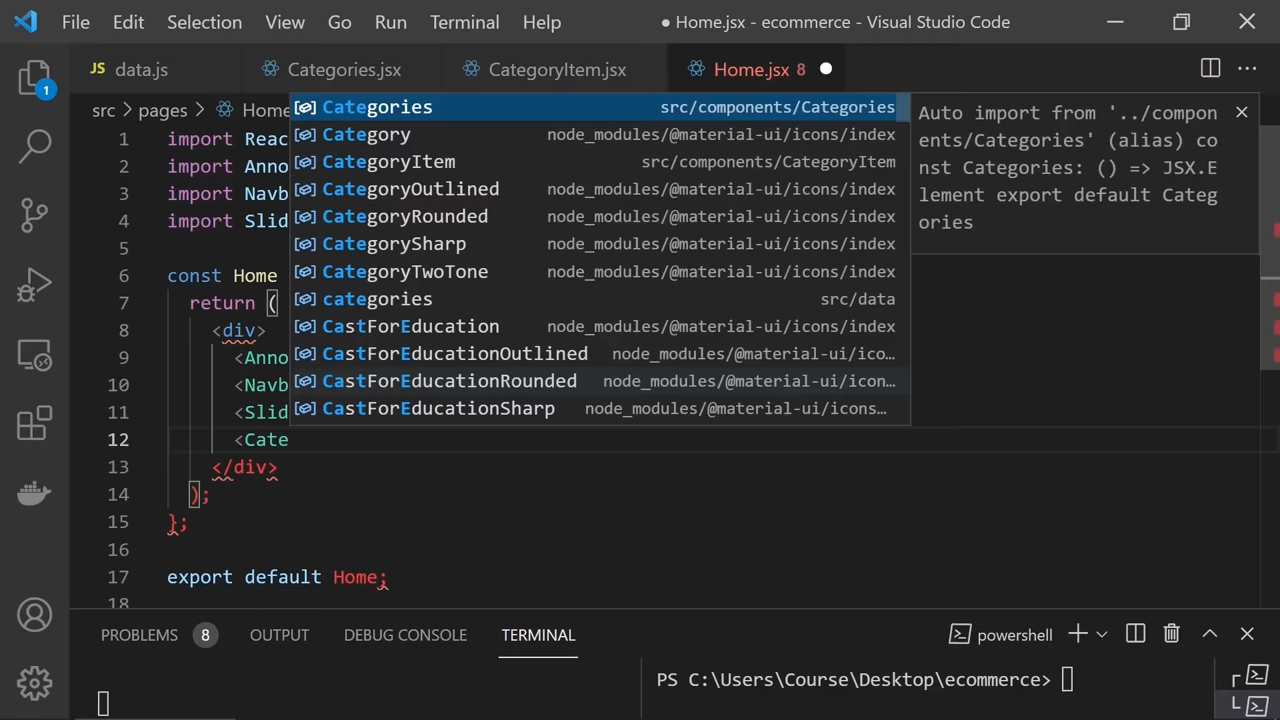 File Edit Selection View Go Run Terminal Help ● Home.jsx - ecommerce - Visual Studio Code
JS data.js Categories.jsx CategoryItem.jsx Home.jsx 8
1
src > pages > Home
Categories src/components/Categories
Category node_modules/@material-ui/icons/index
CategoryItem src/components/CategoryItem
CategoryOutlined node_modules/@material-ui/icons/index
CategoryRounded node_modules/@material-ui/icons/index
CategorySharp node_modules/@material-ui/icons/index
CategoryTwoTone node_modules/@material-ui/icons/index
categories src/data
CastForEducation node_modules/@material-ui/icons/index
CastForEducationOutlined node_modules/@material-ui/ico…
CastForEducationRounded node_modules/@material-ui/icon…
CastForEducationSharp node_modules/@material-ui/icons…
Auto import from '../compon
ents/Categories' (alias) co
nst Categories: () => JSX.E
lement export default Categ
ories
1 import Reac
2 import Anno
3 import Navb
4 import Slid
5
6 const Home
7 return (
8 <div>
9 <Anno
10 <Navb
11 <Slid
12 <Cate
13 </div>
14 );
15 };
16
17 export default Home;
18
PROBLEMS 8 OUTPUT DEBUG CONSOLE TERMINAL powershell
PS C:\Users\Course\Desktop\ecommerce>